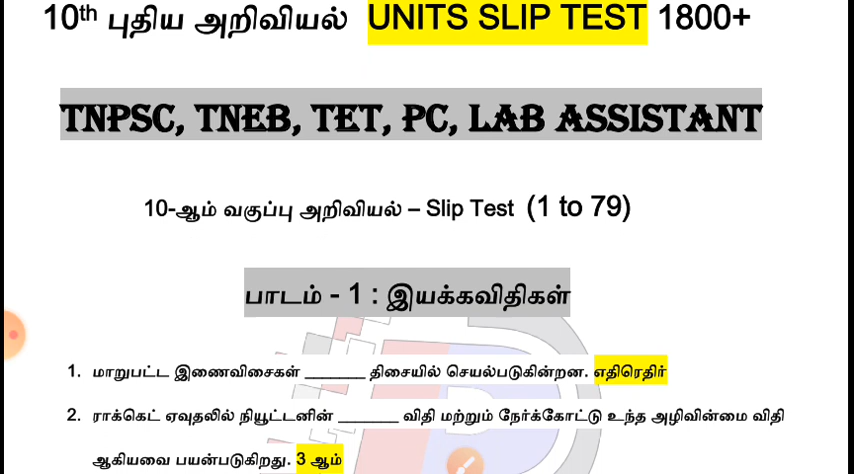 10th புதிய அறிவியல் UNITS SLIP TEST 1800+
TNPSC, TNEB, TET, PC, LAB ASSISTANT
10-ஆம் வகுப்பு அறிவியல் – Slip Test (1 to 79)
பாடம் - 1 : இயக்கவிதிகள்
1. மாறுபட்ட இணைவிசைகள் _______ திசையில் செயல்படுகின்றன. எதிரெதிர்
2. ராக்கெட் ஏவுதலில் நியூட்டனின் _______ விதி மற்றும் நேர்க்கோட்டு உந்த அழிவின்மை விதி
ஆகியவை பயன்படுகிறது. 3 ஆம்